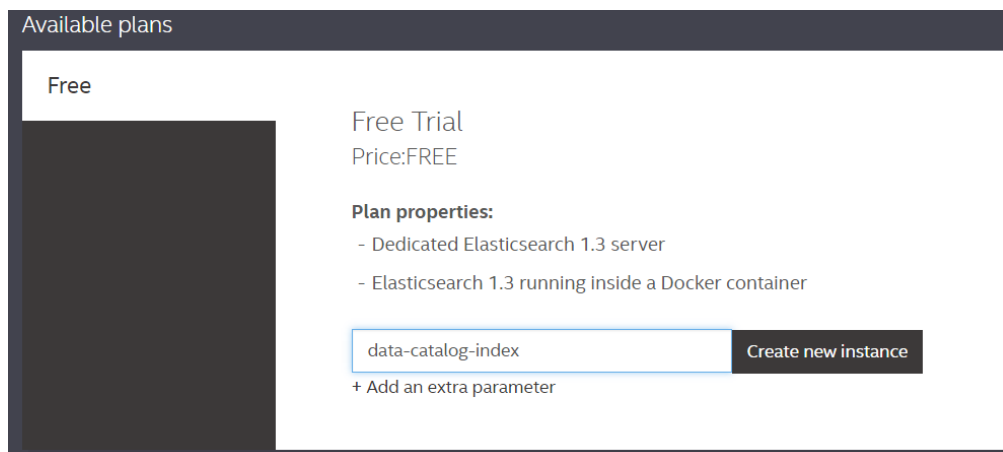 Available plans
Free
Free Trial
Price:FREE
Plan properties:
- Dedicated Elasticsearch 1.3 server
- Elasticsearch 1.3 running inside a Docker container
data-catalog-index
Create new instance
+ Add an extra parameter